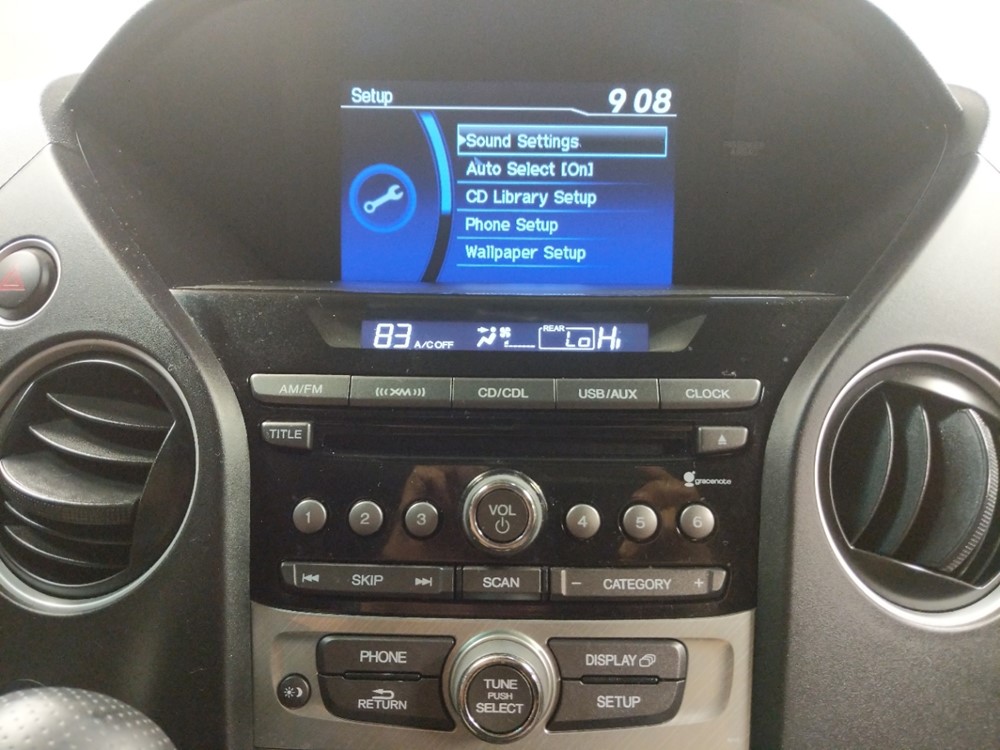 Setup
9 08
Sound Settings
Auto Select [On]
CD Library Setup
Phone Setup
Wallpaper Setup
83 A/C OFF REAR Lo Hi
AM/FM (((XM))) CD/CDL USB/AUX CLOCK
TITLE
gracenote
1 2 3 VOL 4 5 6
SKIP SCAN − CATEGORY +
PHONE DISPLAY
RETURN TUNE PUSH SELECT SETUP